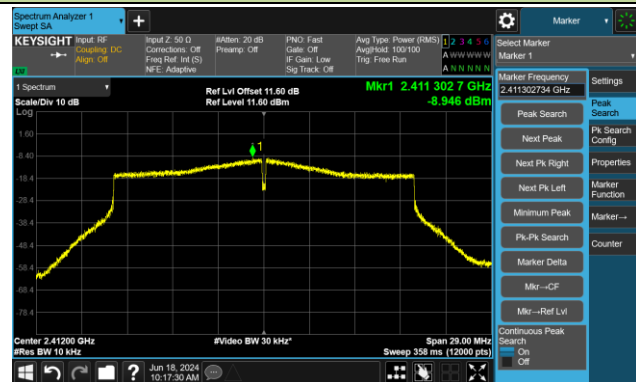 Spectrum Analyzer 1
Swept SA
Marker
KEYSIGHT
Input: RF
Coupling: DC
Align: Off
Input Z: 50 Ω
Corrections: Off
Freq Ref: Int (S)
NFE: Adaptive
#Atten: 20 dB
Preamp: Off
PNO: Fast
Gate: Off
IF Gain: Low
Sig Track: Off
Avg Type: Power (RMS)
Avg|Hold: 100/100
Trig: Free Run
1 2 3 4 5 6
A W W W W W
A N N N N N
Select Marker
Marker 1
1 Spectrum
Scale/Div 10 dB
Log
Ref Lvl Offset 11.60 dB
Ref Level 11.60 dBm
Mkr1 2.411 302 7 GHz
-8.946 dBm
1.60
-8.40
-18.4
-28.4
-38.4
-48.4
-58.4
-68.4
-78.4
1
Center 2.41200 GHz
#Res BW 10 kHz
#Video BW 30 kHz*
Span 29.00 MHz
Sweep 358 ms (12000 pts)
Marker Frequency
2.411302734 GHz
Peak Search
Next Peak
Next Pk Right
Next Pk Left
Minimum Peak
Pk-Pk Search
Marker Delta
Mkr→CF
Mkr→Ref Lvl
Continuous Peak
Search
On
Off
Settings
Peak
Search
Pk Search
Config
Properties
Marker
Function
Marker→
Counter
Jun 18, 2024
10:17:30 AM